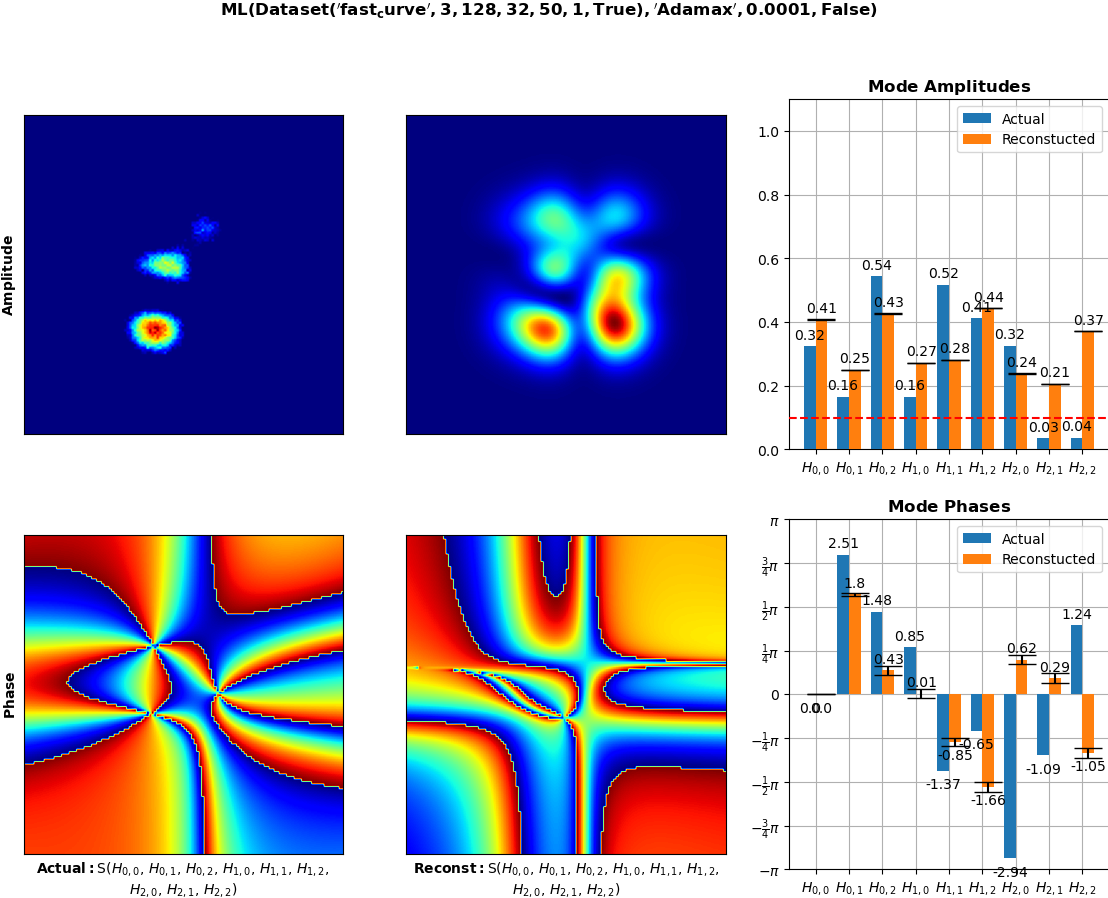 ML(Dataset('fast_curve', 3, 128, 32, 50, 1, True), 'Adamax', 0.0001, False)
Amplitude
Mode Amplitudes
Actual
Reconstucted
1.0
0.8
0.6
0.4
0.2
0.0
0.32 0.41 0.16 0.25 0.54 0.43 0.16 0.27 0.52 0.28 0.41 0.44 0.32 0.24 0.03 0.21 0.04 0.37
H0,0 H0,1 H0,2 H1,0 H1,1 H1,2 H2,0 H2,1 H2,2
Phase
Actual: S(H0,0, H0,1, H0,2, H1,0, H1,1, H1,2,
H2,0, H2,1, H2,2)
Reconst: S(H0,0, H0,1, H0,2, H1,0, H1,1, H1,2,
H2,0, H2,1, H2,2)
Mode Phases
Actual
Reconstucted
π
3/4π
1/2π
1/4π
0
−1/4π
−1/2π
−3/4π
−π
0.0 0.0 2.51 1.8 1.48 0.43 0.85 0.01 -1.37 -0.85 -0.65 -1.66 -2.94 0.62 -1.09 0.29 1.24 -1.05
H0,0 H0,1 H0,2 H1,0 H1,1 H1,2 H2,0 H2,1 H2,2